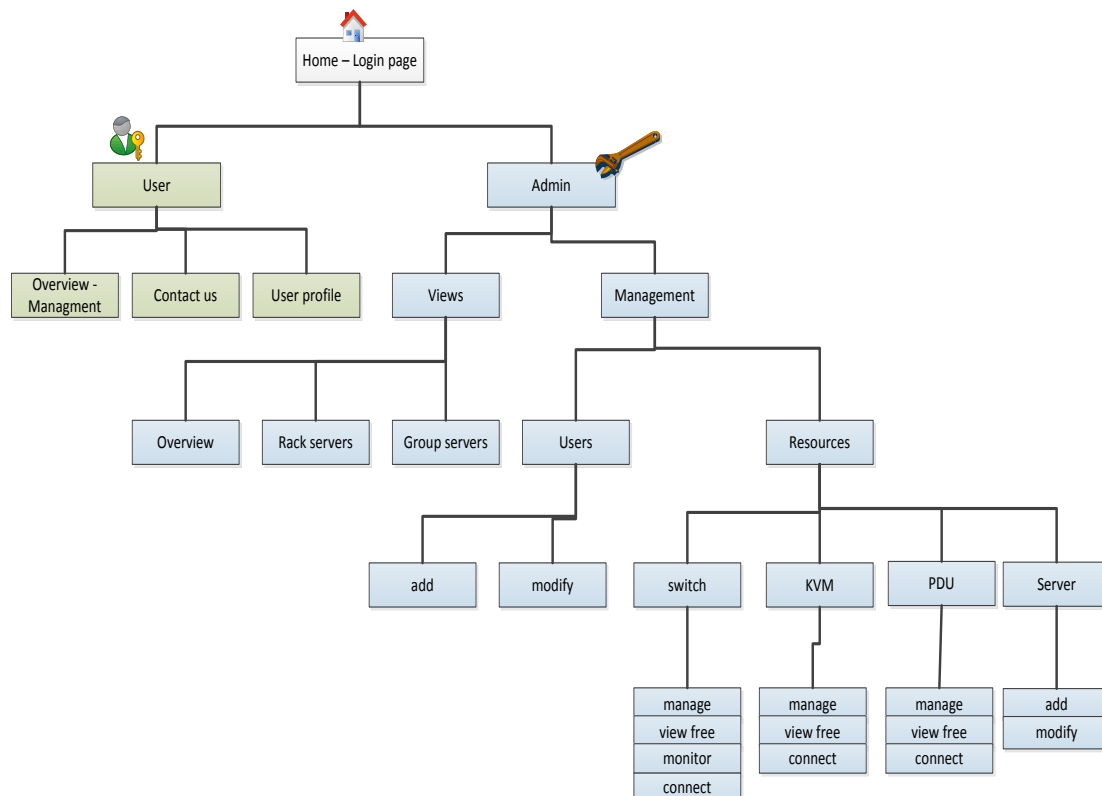 Home – Login page
User
Admin
Overview -
Managment
Contact us
User profile
Views
Management
Overview
Rack servers
Group servers
Users
Resources
add
modify
switch
KVM
PDU
Server
manage
view free
monitor
connect
manage
view free
connect
manage
view free
connect
add
modify